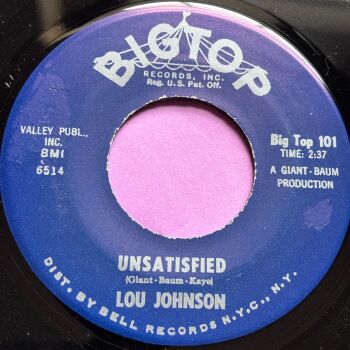 BIGTOP
RECORDS, INC.
Reg. U.S. Pat. Off.
VALLEY PUBL.,
INC.
BMI
6514
Big Top 101
TIME: 2:37
A GIANT-BAUM
PRODUCTION
UNSATISFIED
(Giant-Baum-Kaye)
LOU JOHNSON
DIST. BY BELL RECORDS N.Y.C., N.Y.